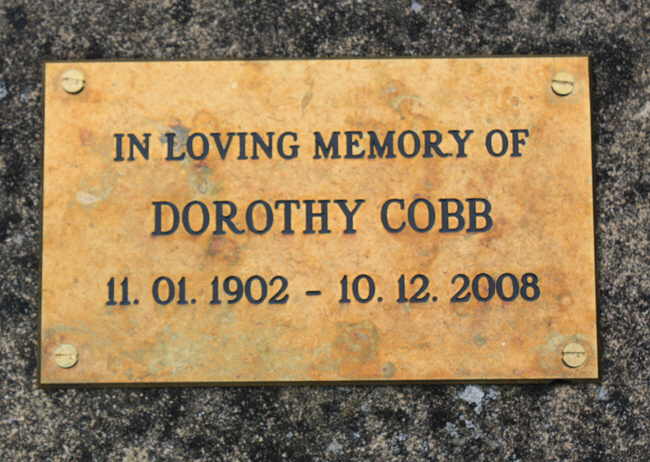 IN LOVING MEMORY OF
DOROTHY COBB
11. 01. 1902 - 10. 12. 2008